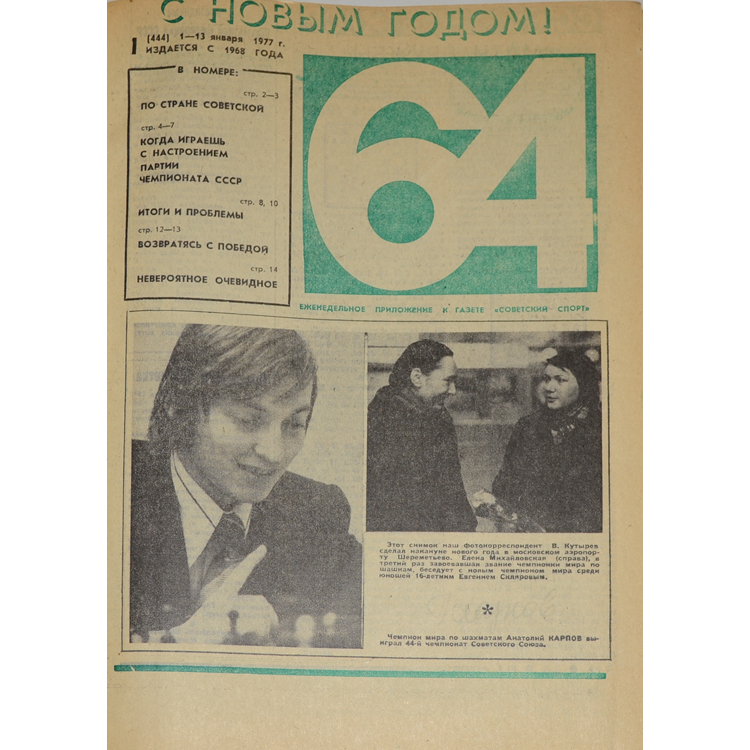 С НОВЫМ ГОДОМ!
1 (444) 1—13 января 1977 г.
ИЗДАЕТСЯ С 1968 ГОДА
В НОМЕРЕ:
стр. 2—3
ПО СТРАНЕ СОВЕТСКОЙ
стр. 4—7
КОГДА ИГРАЕШЬ
С НАСТРОЕНИЕМ
ПАРТИИ
ЧЕМПИОНАТА СССР
стр. 8, 10
ИТОГИ И ПРОБЛЕМЫ
стр. 12—13
ВОЗВРАТЯСЬ С ПОБЕДОЙ
стр. 14
НЕВЕРОЯТНОЕ ОЧЕВИДНОЕ
64
ЕЖЕНЕДЕЛЬНОЕ ПРИЛОЖЕНИЕ К ГАЗЕТЕ «СОВЕТСКИЙ СПОРТ»
Этот снимок наш фотокорреспондент В. Кутырев
сделал накануне нового года в московском аэропор-
ту Шереметьево. Елена Михайловская (справа), в
третий раз завоевавшая звание чемпионки мира по
шашкам, беседует с новым чемпионом мира среди
юношей 16-летним Евгением Скляровым.
*
Чемпион мира по шахматам Анатолий КАРПОВ вы-
играл 44-й чемпионат Советского Союза.